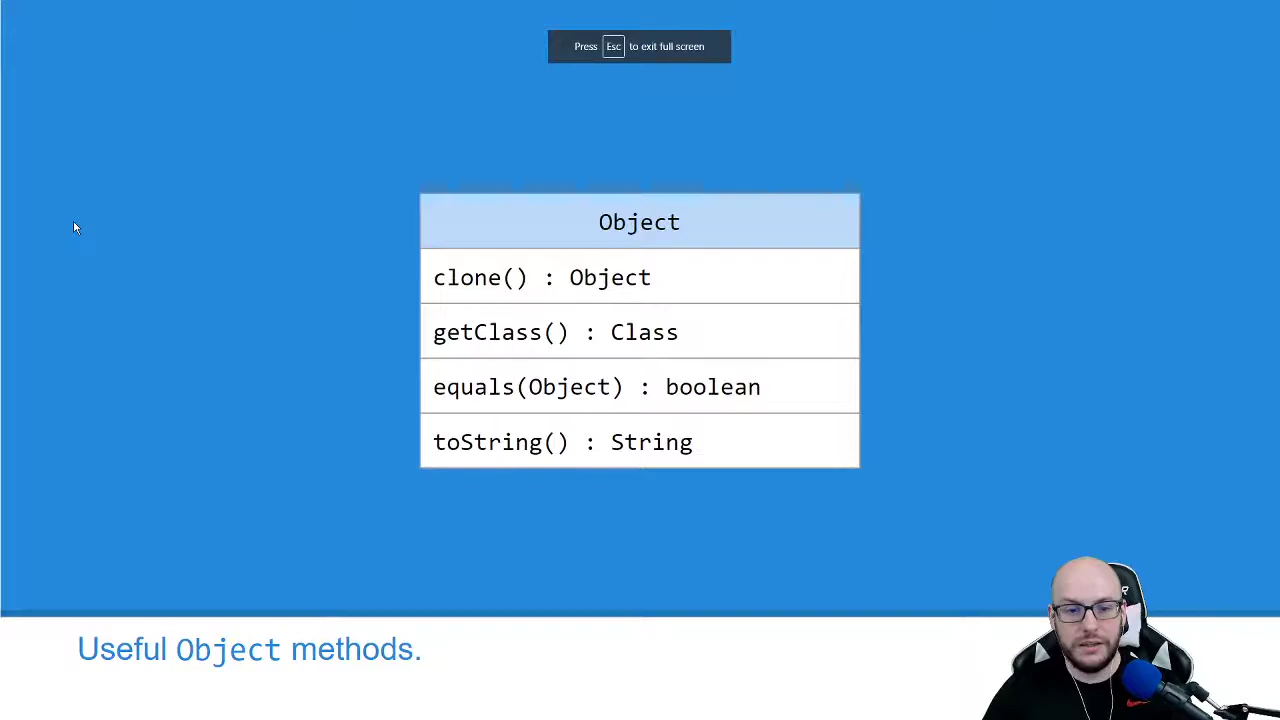 Press Esc to exit full screen
Object
clone() : Object
getClass() : Class
equals(Object) : boolean
toString() : String
Useful Object methods.